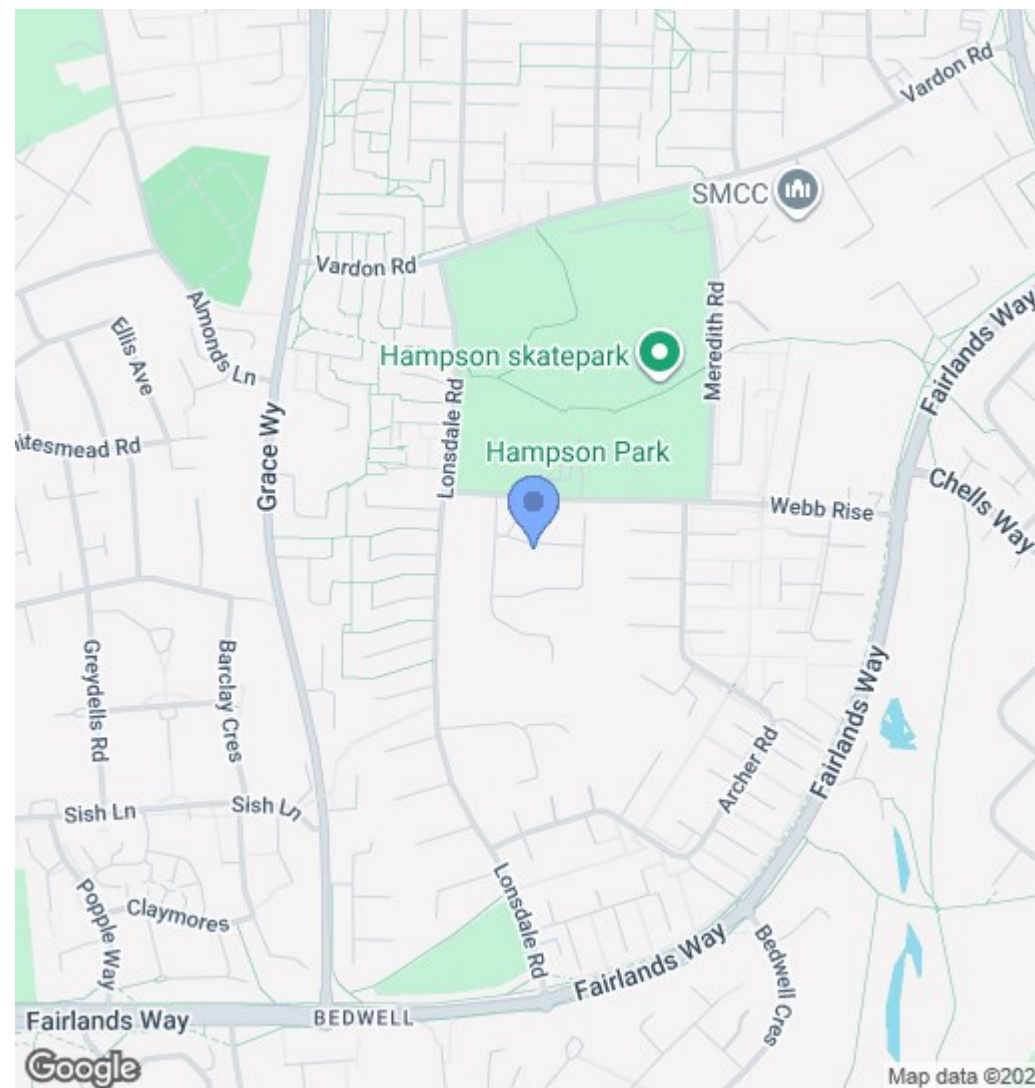 Vardon Rd
SMCC
Vardon Rd
Almonds Ln
Ellis Ave
Hampson skatepark
Meredith Rd
Fairlands Way
Lonsdale Rd
Grace Wy
itesmead Rd
Hampson Park
Chells Way
Webb Rise
Greydells Rd
Barclay Cres
Fairlands Way
Archer Rd
Sish Ln
Sish Ln
Popple Way
Claymores
Lonsdale Rd
Fairlands Way
Bedwell Cres
Fairlands Way
BEDWELL
Google
Map data ©202